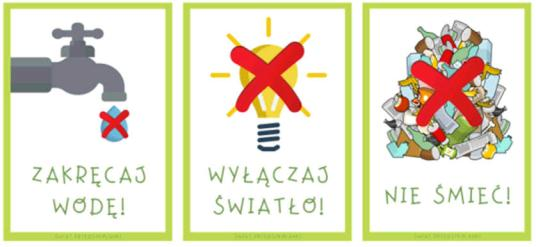 ZAKRĘCAJ
WODĘ!
WYŁĄCZAJ
ŚWIATŁO!
NIE ŚMIEĆ!